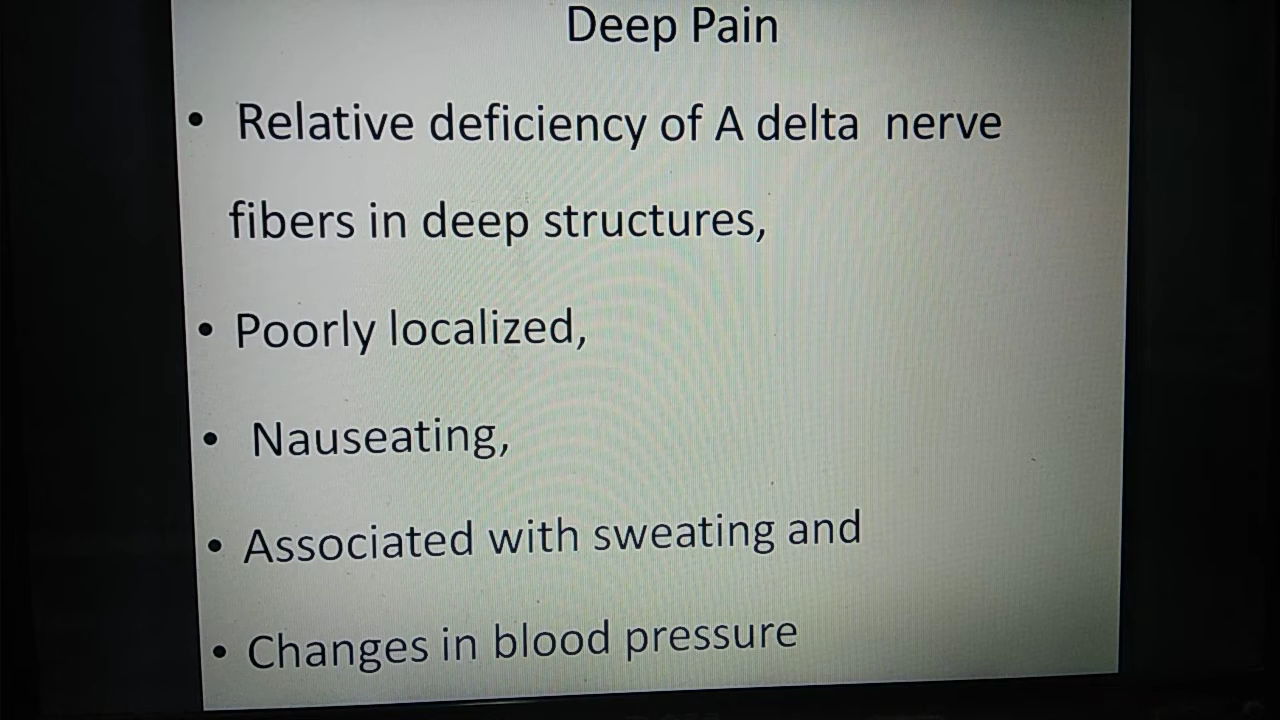 Deep Pain
• Relative deficiency of A delta nerve
fibers in deep structures,
• Poorly localized,
• Nauseating,
• Associated with sweating and
• Changes in blood pressure